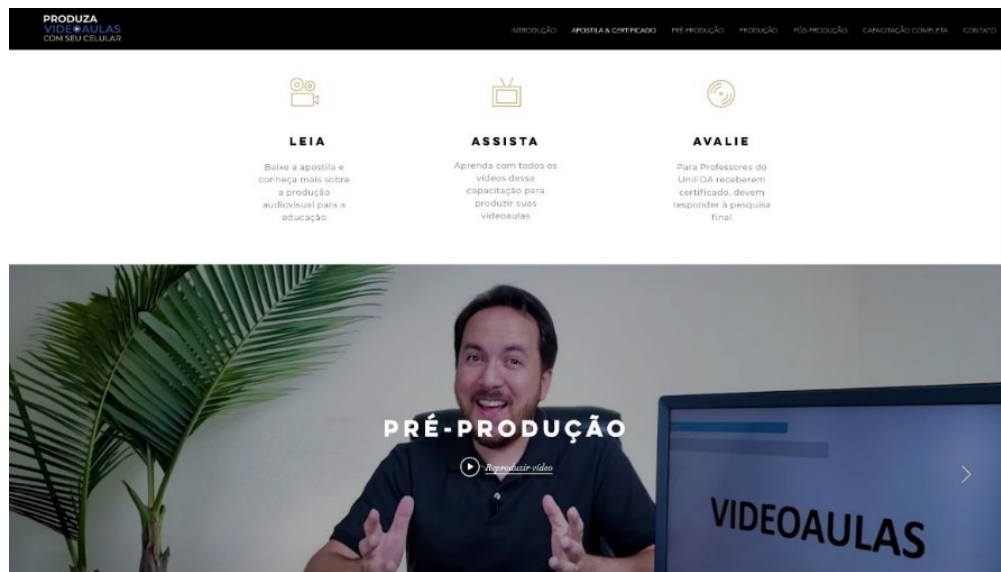 PRODUZA
VIDEOAULAS
COM SEU CELULAR
INTRODUÇÃO APOSTILA & CERTIFICADO PRÉ-PRODUÇÃO PRODUÇÃO PÓS-PRODUÇÃO CAPACITAÇÃO COMPLETA CONTATO
LEIA
Baixe a apostila e
conheça mais sobre
a produção
audiovisual para a
educação
ASSISTA
Aprenda com todos os
vídeos dessa
capacitação para
produzir suas
videoaulas
AVALIE
Para Professores do
UniFOA receberem
certificado, devem
responder à pesquisa
final
PRÉ-PRODUÇÃO
Reproduzir vídeo
VIDEOAULAS